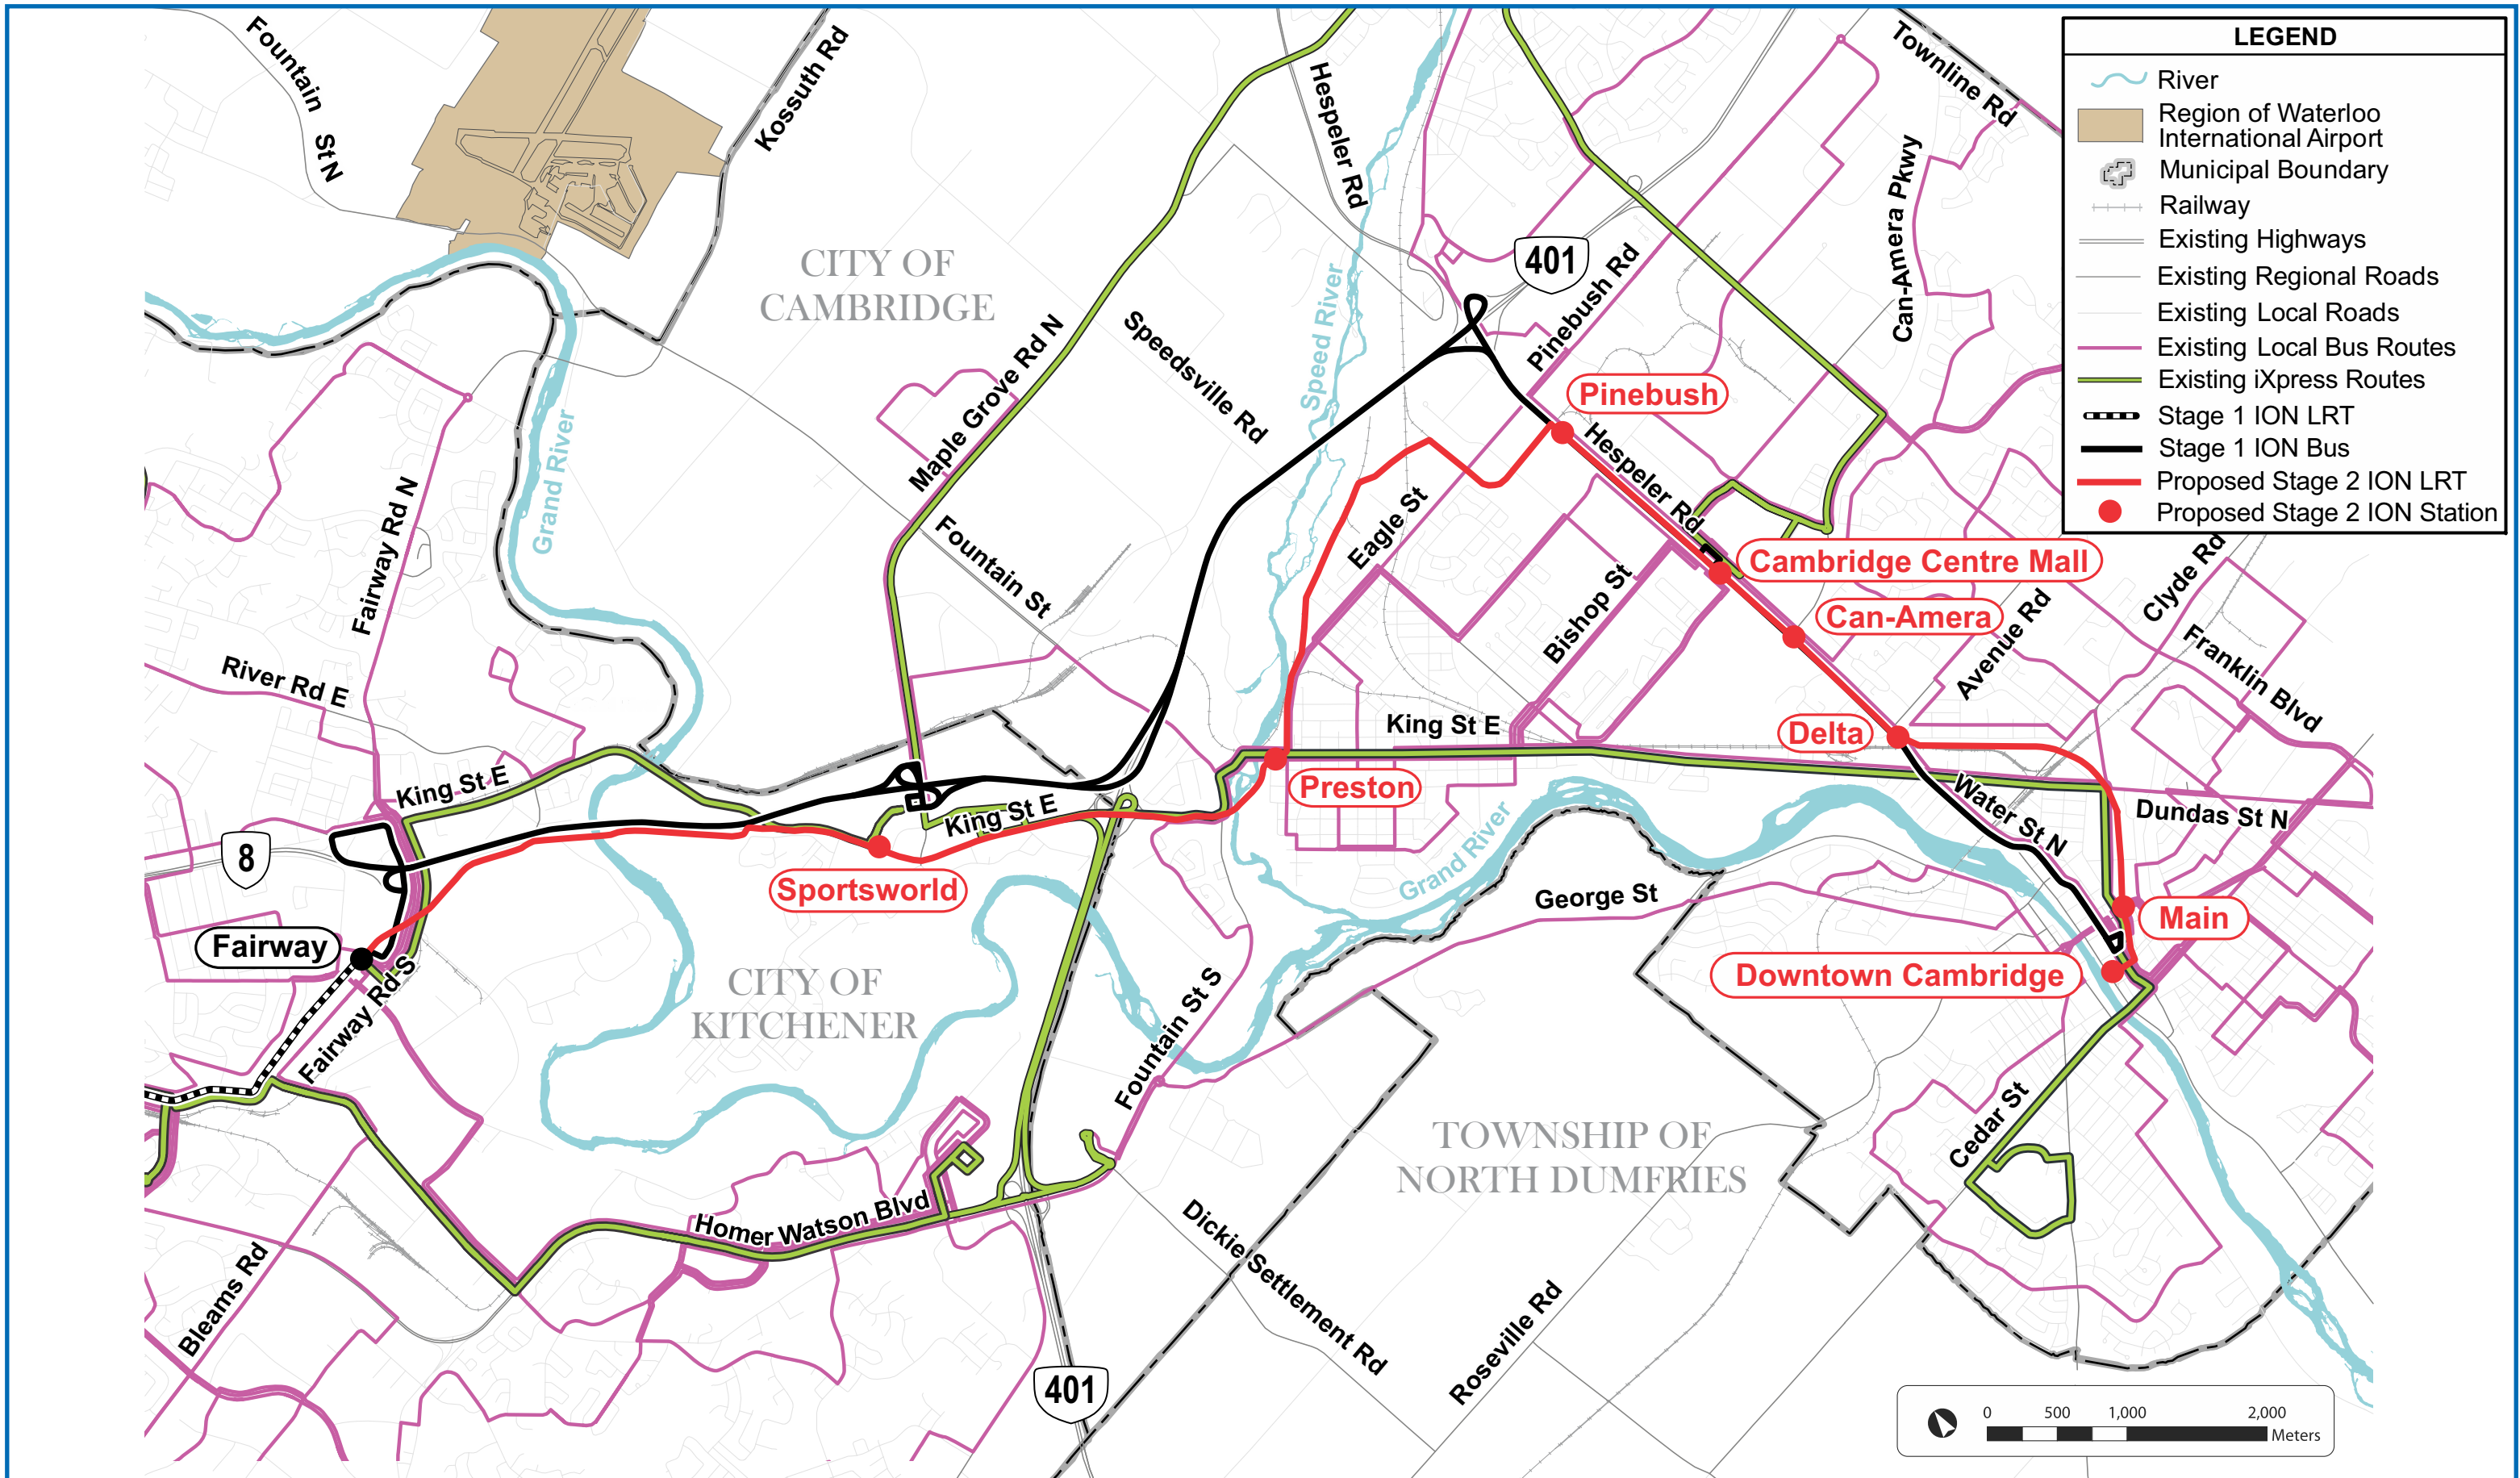 LEGEND
River
Region of Waterloo
International Airport
Municipal Boundary
Railway
Existing Highways
Existing Regional Roads
Existing Local Roads
Existing Local Bus Routes
Existing iXpress Routes
Stage 1 ION LRT
Stage 1 ION Bus
Proposed Stage 2 ION LRT
Proposed Stage 2 ION Station
Fountain St N
Kossuth Rd
Hespeler Rd
Townline Rd
Can-Amera Pkwy
401
CITY OF
CAMBRIDGE
Pinebush Rd
Speed River
Speedsville Rd
Maple Grove Rd N
Pinebush
Grand River
Hespeler Rd
Fairway Rd N
Fountain St
Eagle St
Bishop St
Cambridge Centre Mall
Can-Amera
Avenue Rd
Clyde Rd
Franklin Blvd
River Rd E
King St E
Delta
King St E
Preston
King St E
Water St N
Dundas St N
8
Sportsworld
Grand River
George St
Main
Fairway
Downtown Cambridge
Fairway Rd S
CITY OF
KITCHENER
Fountain St S
TOWNSHIP OF
NORTH DUMFRIES
Cedar St
Homer Watson Blvd
Dickie Settlement Rd
Bleams Rd
Roseville Rd
401
0 500 1,000 2,000
Meters